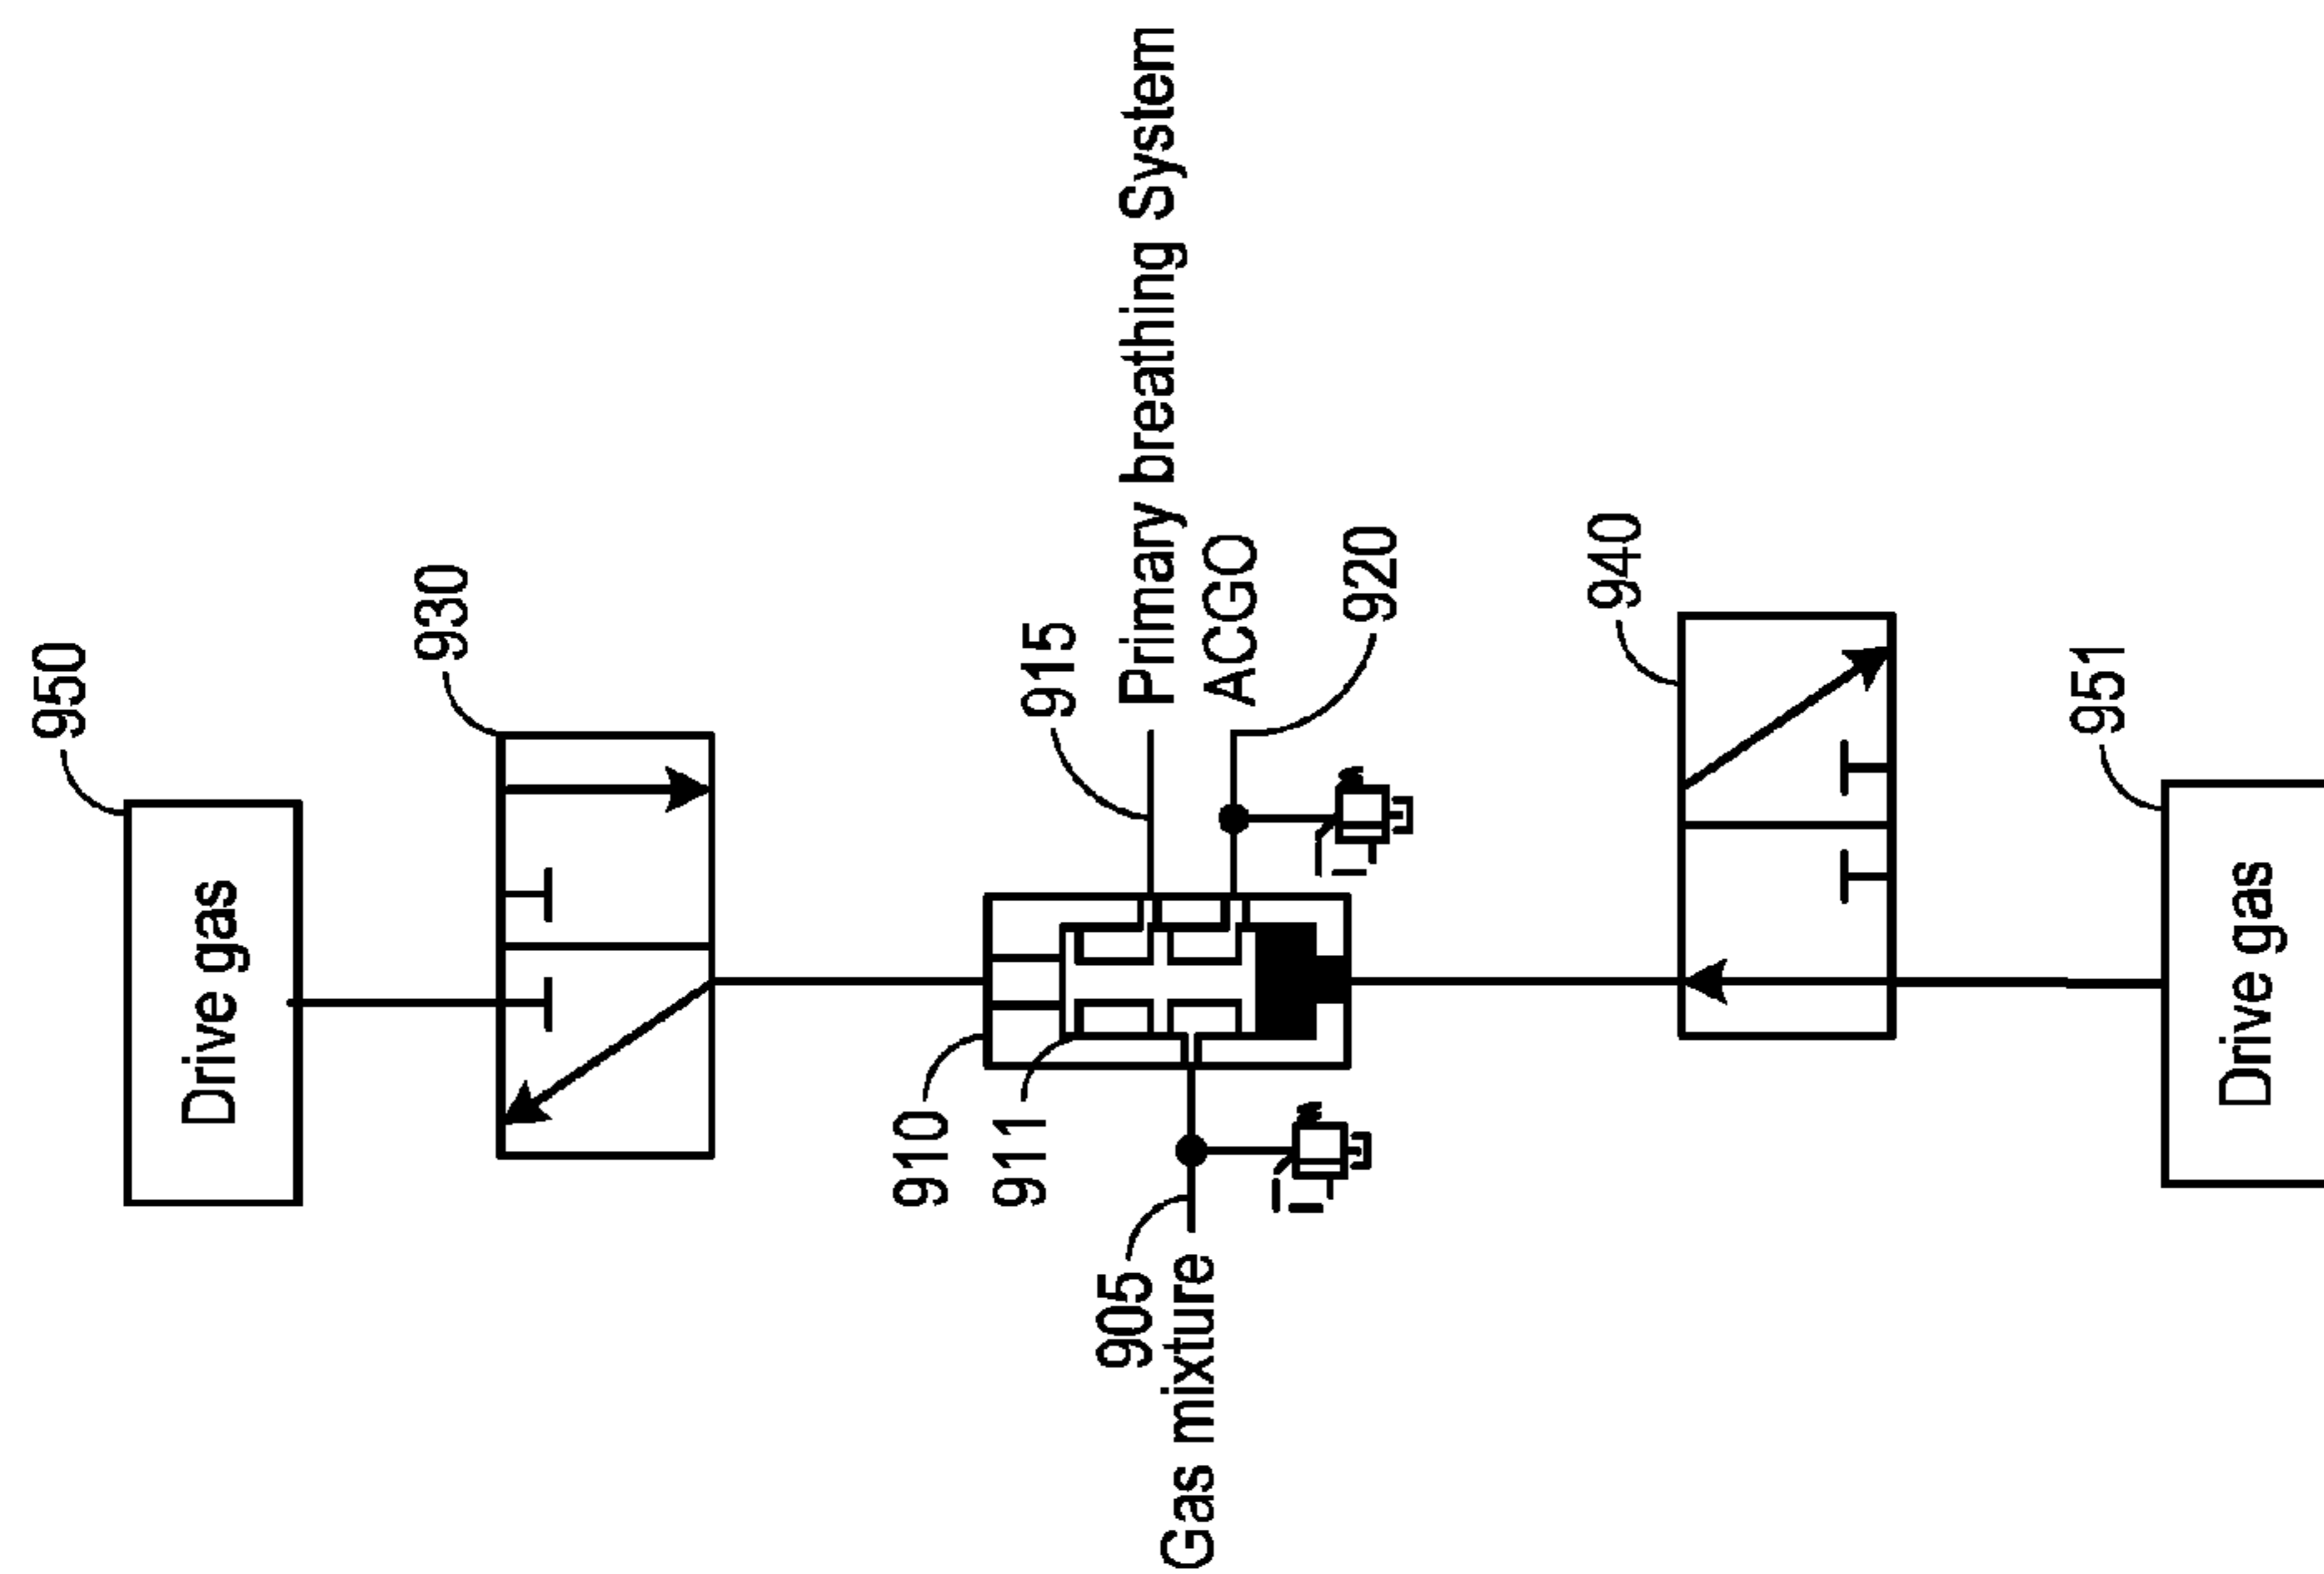 950
Drive gas
930
915
Primary breathing System
ACGO
920
910
911
905
Gas mixture
940
951
Drive gas